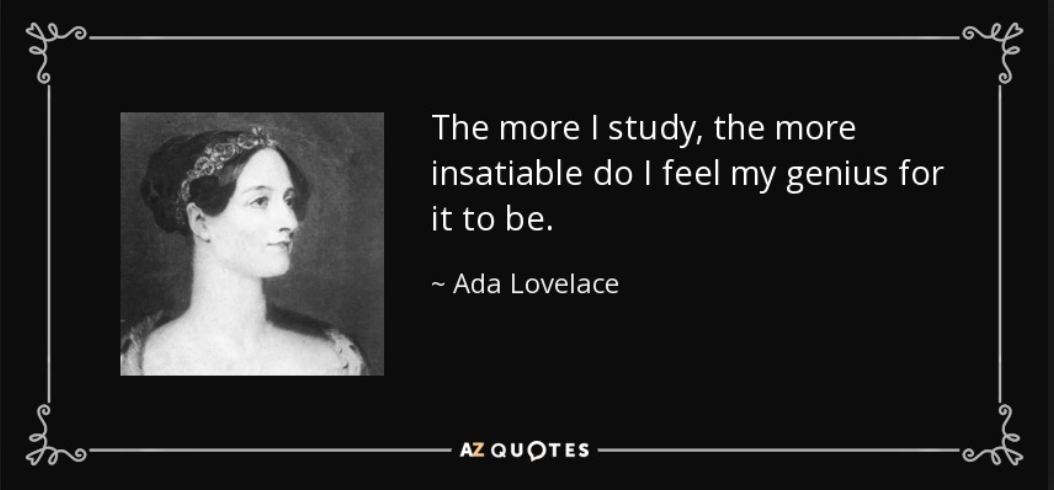 The more I study, the more
insatiable do I feel my genius for
it to be.
~ Ada Lovelace
AZ QUOTES